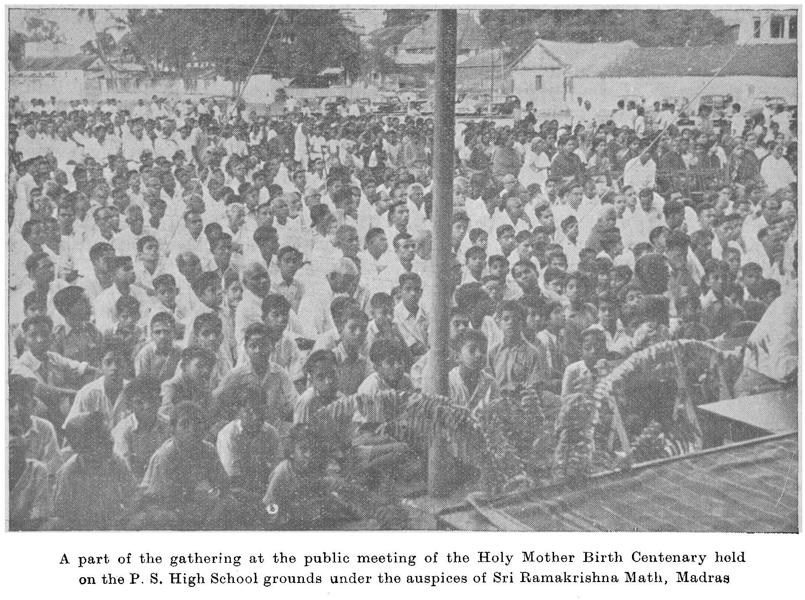 A part of the gathering at the public meeting of the Holy Mother Birth Centenary held
on the P. S. High School grounds under the auspices of Sri Ramakrishna Math, Madras